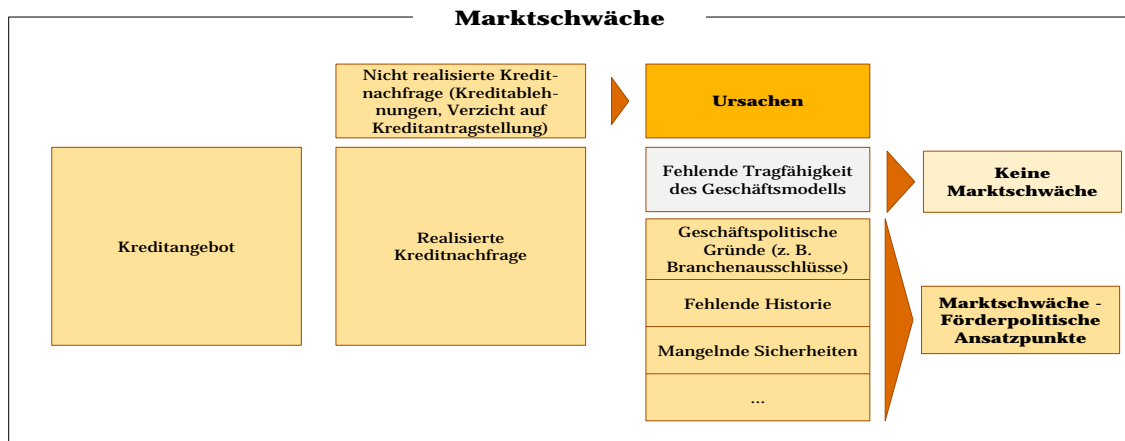 Marktschwäche
Nicht realisierte Kredit-
nachfrage (Kreditableh-
nungen, Verzicht auf
Kreditantragstellung)
Ursachen
Kreditangebot
Realisierte
Kreditnachfrage
Fehlende Tragfähigkeit
des Geschäftsmodells
Keine
Marktschwäche
Geschäftspolitische
Gründe (z. B.
Branchenausschlüsse)
Fehlende Historie
Mangelnde Sicherheiten
...
Marktschwäche -
Förderpolitische
Ansatzpunkte